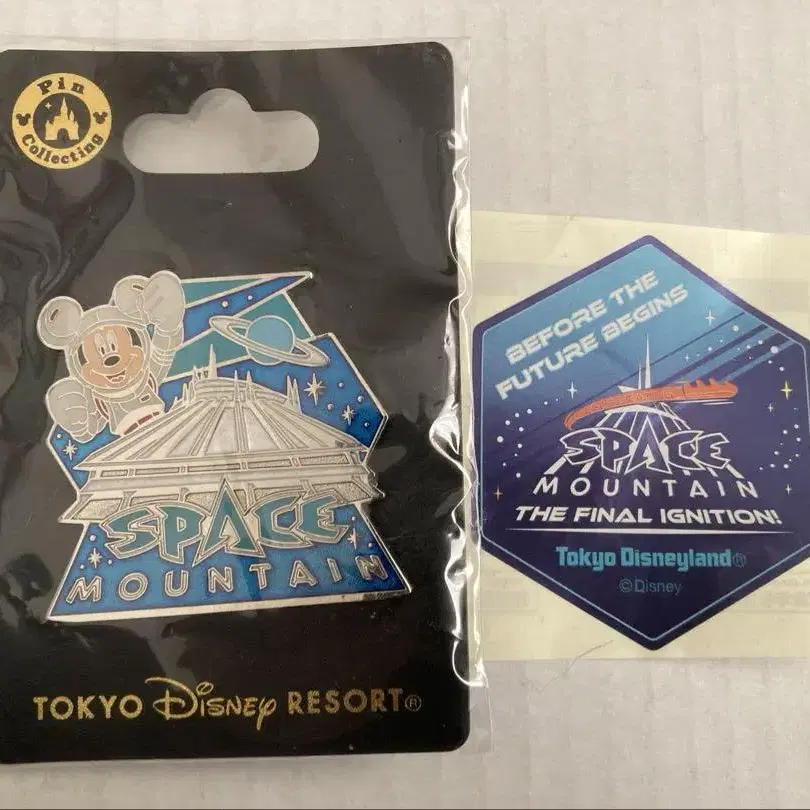 Pin
Collecting
SPACE
MOUNTAIN
TOKYO Disney RESORT®
BEFORE THE
FUTURE BEGINS
SPACE
MOUNTAIN
THE FINAL IGNITION!
Tokyo Disneyland®
©Disney